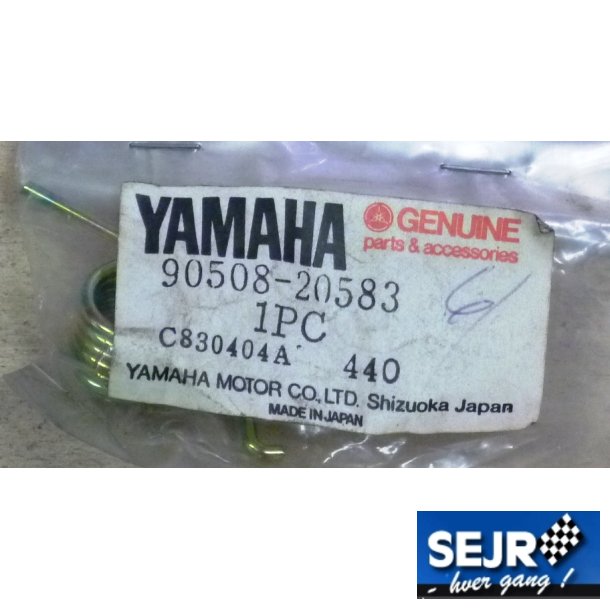 YAMAHA
GENUINE
parts & accessories
90508-20583
1PC
C830404A 440
YAMAHA MOTOR CO., LTD. Shizuoka Japan
MADE IN JAPAN
SEJR
- hver gang !